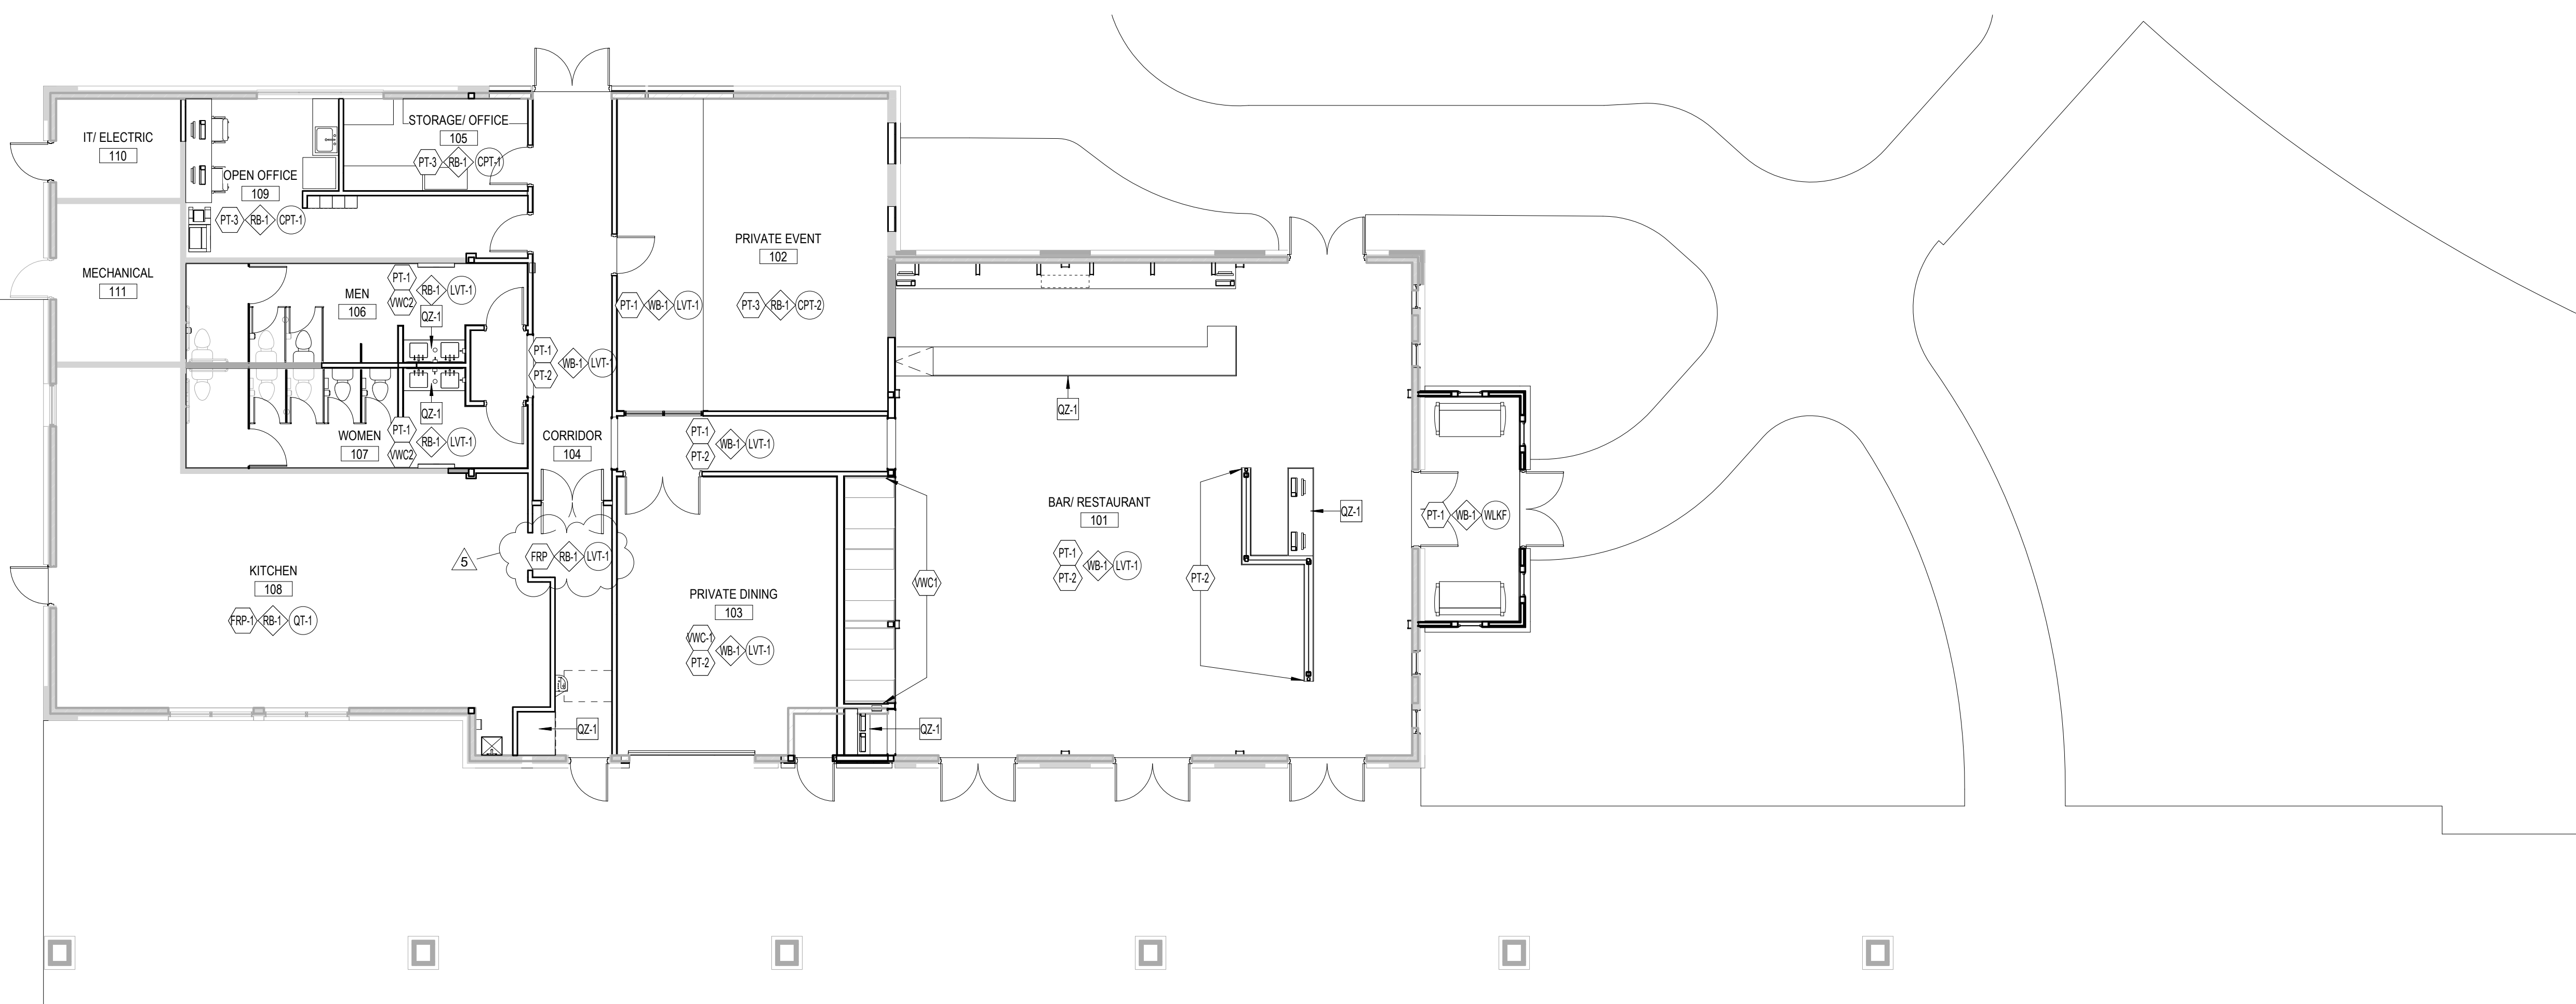 IT/ ELECTRIC
110
STORAGE/ OFFICE
105
PT-3 RB-1 CPT-1
OPEN OFFICE
109
PT-3 RB-1 CPT-1
MECHANICAL
111
MEN
106
PT-1
VWC2
RB-1 LVT-1
QZ-1
WOMEN
107
QZ-1
PT-1
VWC2
RB-1 LVT-1
PT-1
PT-2
WB-1 LVT-1
CORRIDOR
104
PRIVATE EVENT
102
PT-1 WB-1 LVT-1
PT-3 RB-1 CPT-2
PT-1
PT-2
WB-1 LVT-1
5
FRP RB-1 LVT-1
KITCHEN
108
FRP-1 RB-1 QT-1
QZ-1
PRIVATE DINING
103
VWC-1
PT-2
WB-1 LVT-1
QZ-1
VWC1
QZ-1
BAR/ RESTAURANT
101
PT-1
PT-2
WB-1 LVT-1
PT-2
QZ-1
PT-1 WB-1 WLKF